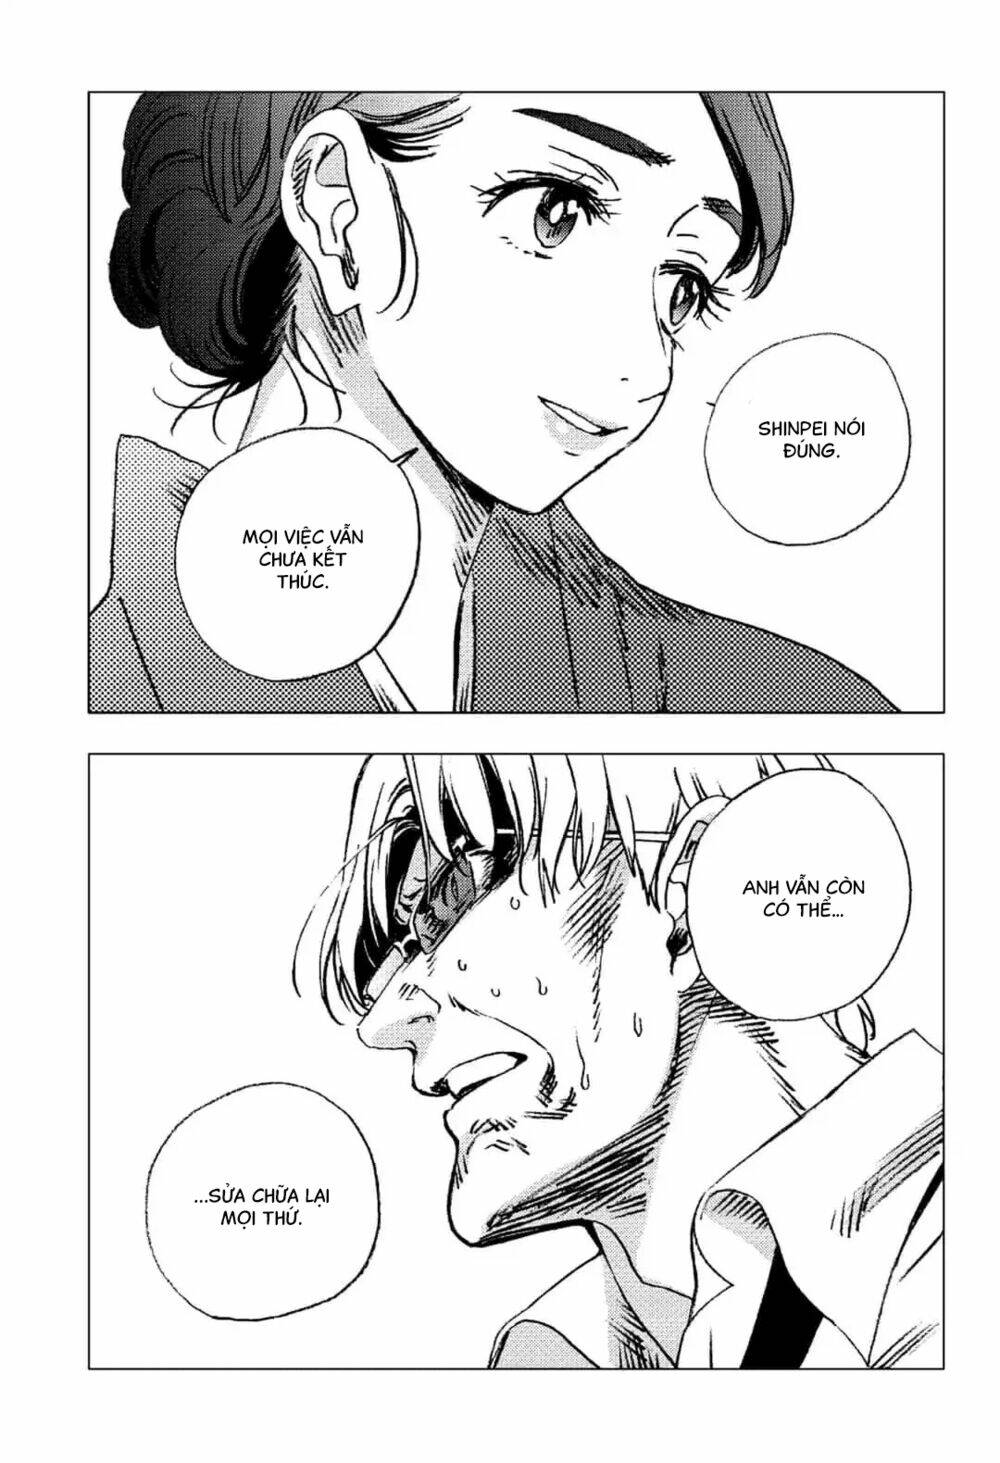 SHINPEI NÓI
ĐÚNG.
MỌI VIỆC VẪN
CHƯA KẾT
THÚC.
ANH VẪN CÒN
CÓ THỂ...
...SỬA CHỮA LẠI
MỌI THỨ.